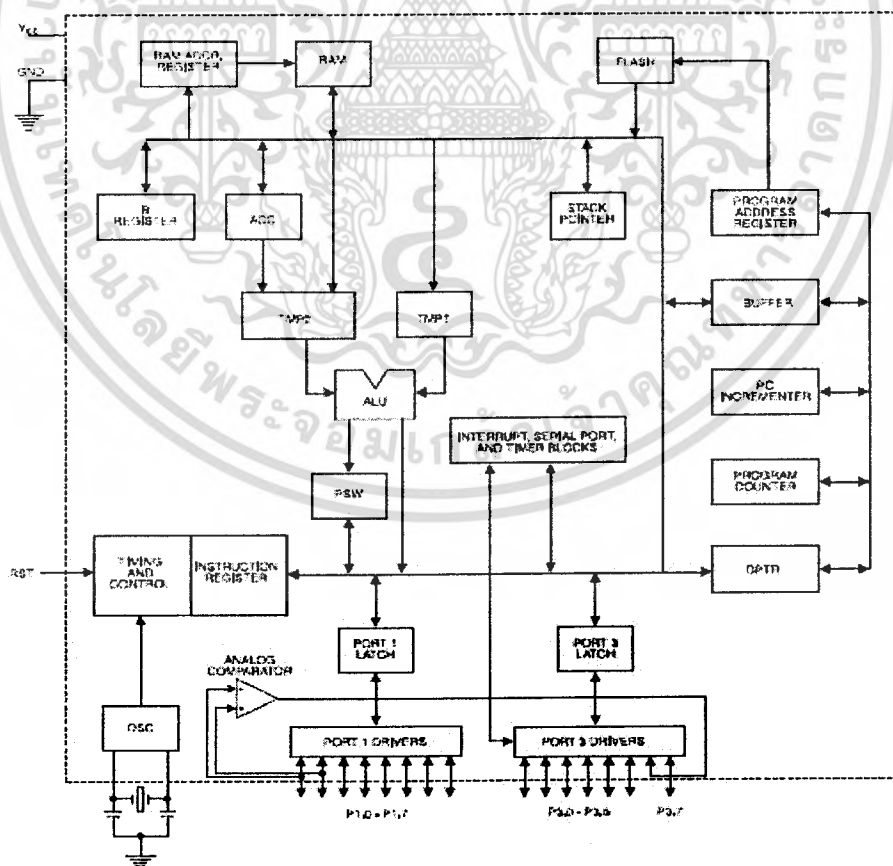 Vcc
GND
RAM ADDR.
REGISTER
RAM
FLASH
B
REGISTER
ACC
STACK
POINTER
PROGRAM
ADDRESS
REGISTER
TMP2
TMP1
BUFFER
ALU
PC
INCREMENTER
INTERRUPT, SERIAL PORT,
AND TIMER BLOCKS
PSW
PROGRAM
COUNTER
RST
TIMING
AND
CONTROL
INSTRUCTION
REGISTER
DPTR
PORT 1
LATCH
PORT 3
LATCH
ANALOG
COMPARATOR
OSC
PORT 1 DRIVERS
PORT 3 DRIVERS
P1.0 - P1.7
P3.0 - P3.5
P3.7